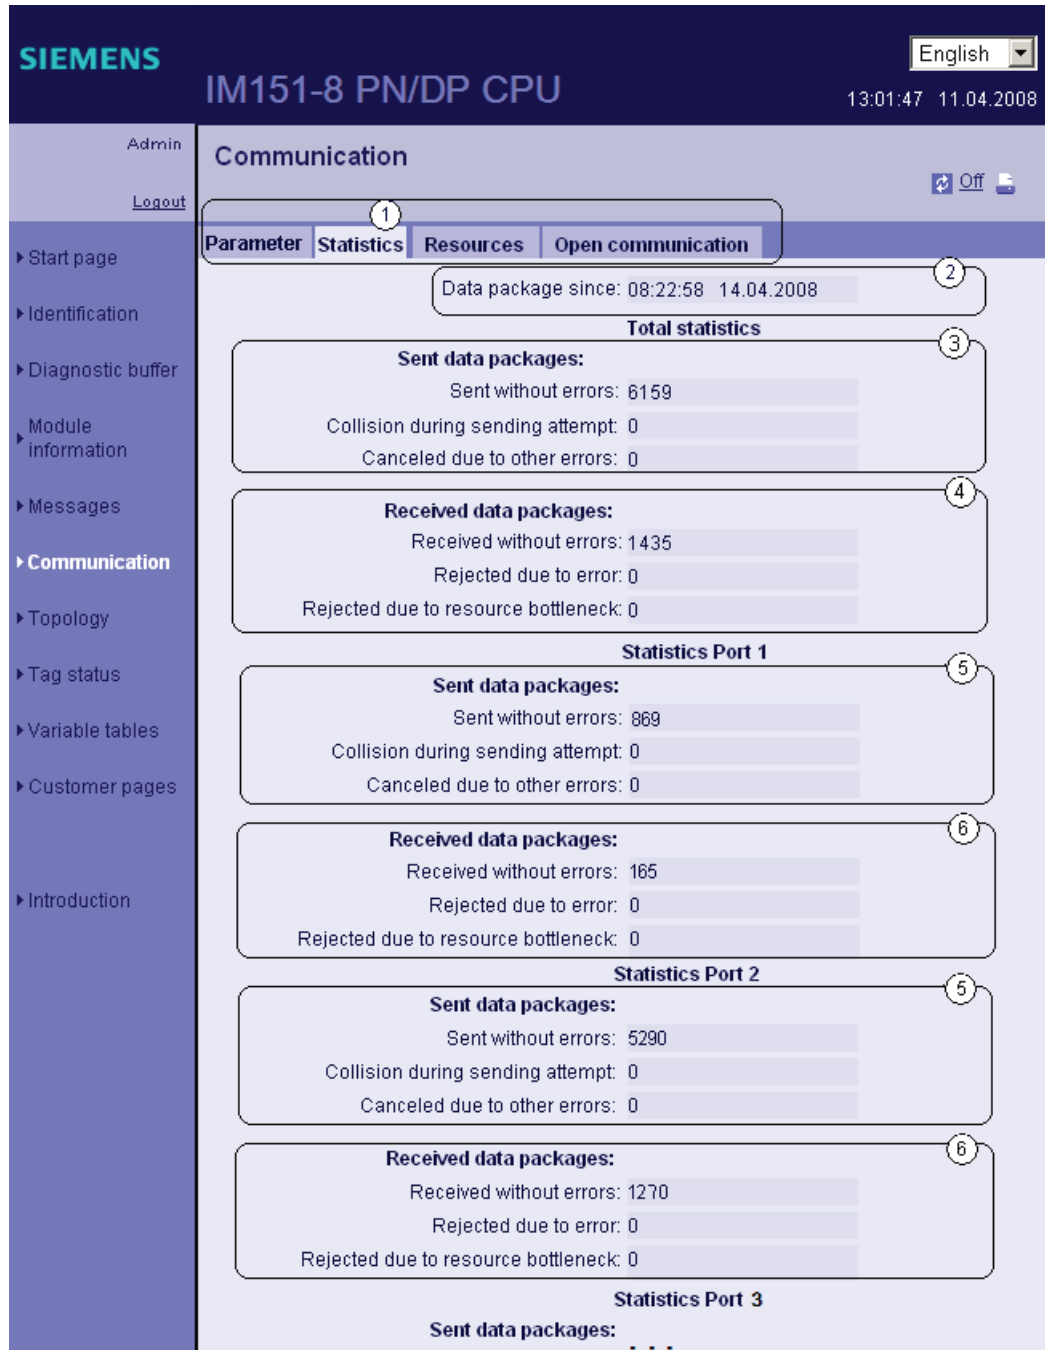 SIEMENS
English
IM151-8 PN/DP CPU
13:01:47 11.04.2008
Admin
Logout
Communication
Off
1
Parameter Statistics Resources Open communication
Start page
Identification
Diagnostic buffer
Module
information
Messages
Communication
Topology
Tag status
Variable tables
Customer pages
Introduction
2
Data package since: 08:22:58 14.04.2008
Total statistics
3
Sent data packages:
Sent without errors: 6159
Collision during sending attempt: 0
Canceled due to other errors: 0
4
Received data packages:
Received without errors: 1435
Rejected due to error: 0
Rejected due to resource bottleneck: 0
Statistics Port 1
5
Sent data packages:
Sent without errors: 869
Collision during sending attempt: 0
Canceled due to other errors: 0
6
Received data packages:
Received without errors: 165
Rejected due to error: 0
Rejected due to resource bottleneck: 0
Statistics Port 2
5
Sent data packages:
Sent without errors: 5290
Collision during sending attempt: 0
Canceled due to other errors: 0
6
Received data packages:
Received without errors: 1270
Rejected due to error: 0
Rejected due to resource bottleneck: 0
Statistics Port 3
Sent data packages:
...